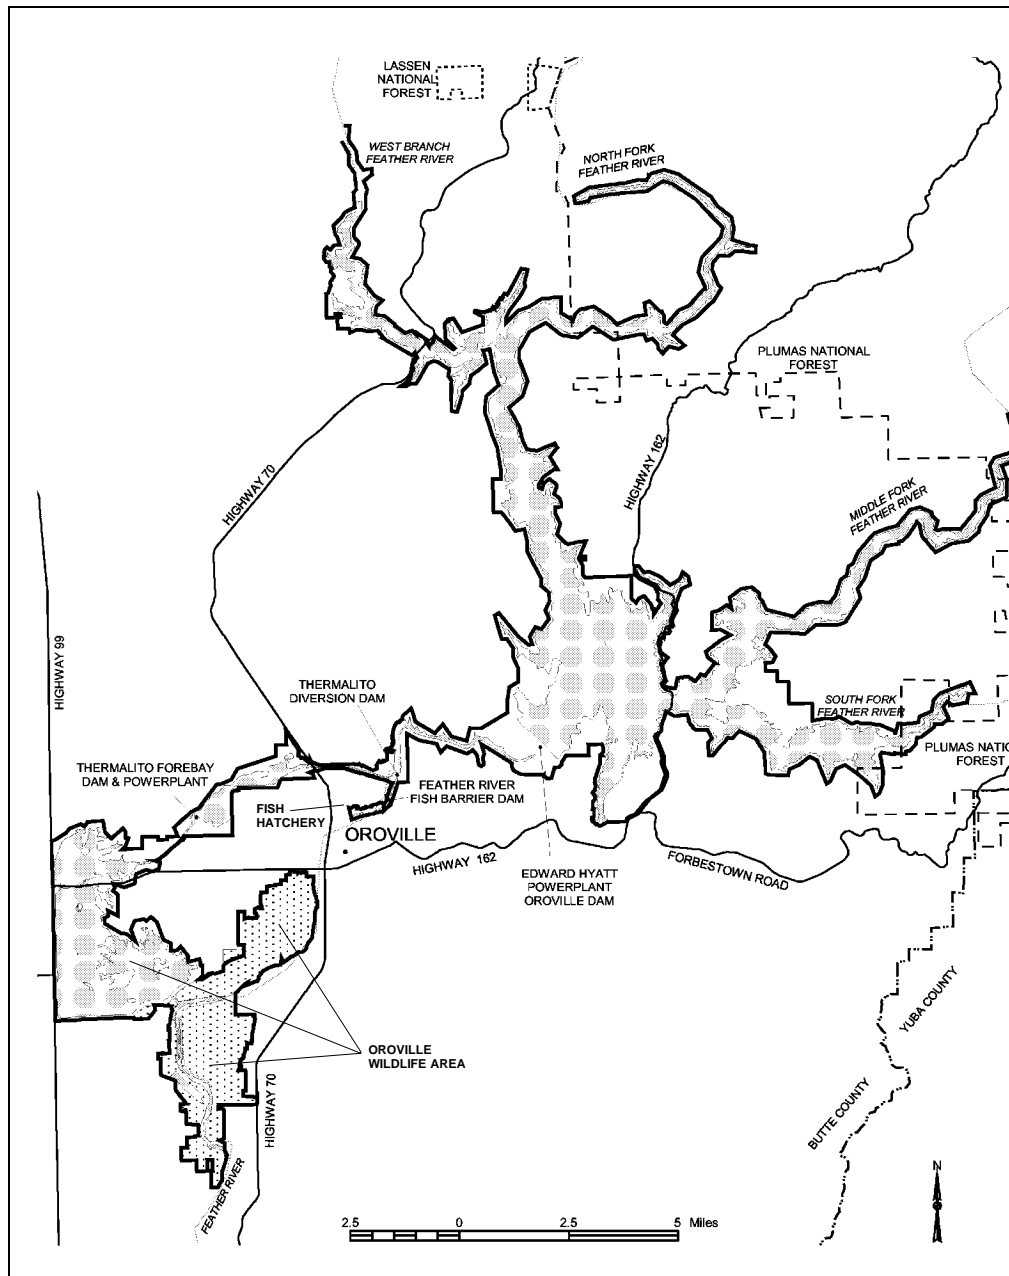 LASSEN
NATIONAL
FOREST
WEST BRANCH
FEATHER RIVER
NORTH FORK
FEATHER RIVER
PLUMAS NATIONAL
FOREST
HIGHWAY 70
HIGHWAY 162
MIDDLE FORK
FEATHER RIVER
HIGHWAY 99
THERMALITO
DIVERSION DAM
SOUTH FORK
FEATHER RIVER
PLUMAS NATIO
FOREST
THERMALITO FOREBAY
DAM & POWERPLANT
FEATHER RIVER
FISH BARRIER DAM
FISH
HATCHERY
OROVILLE
HIGHWAY 162
FORBESTOWN ROAD
EDWARD HYATT
POWERPLANT
OROVILLE DAM
YUBA COUNTY
BUTTE COUNTY
OROVILLE
WILDLIFE AREA
HIGHWAY 70
FEATHER RIVER
N
2.5 0 2.5 5 Miles